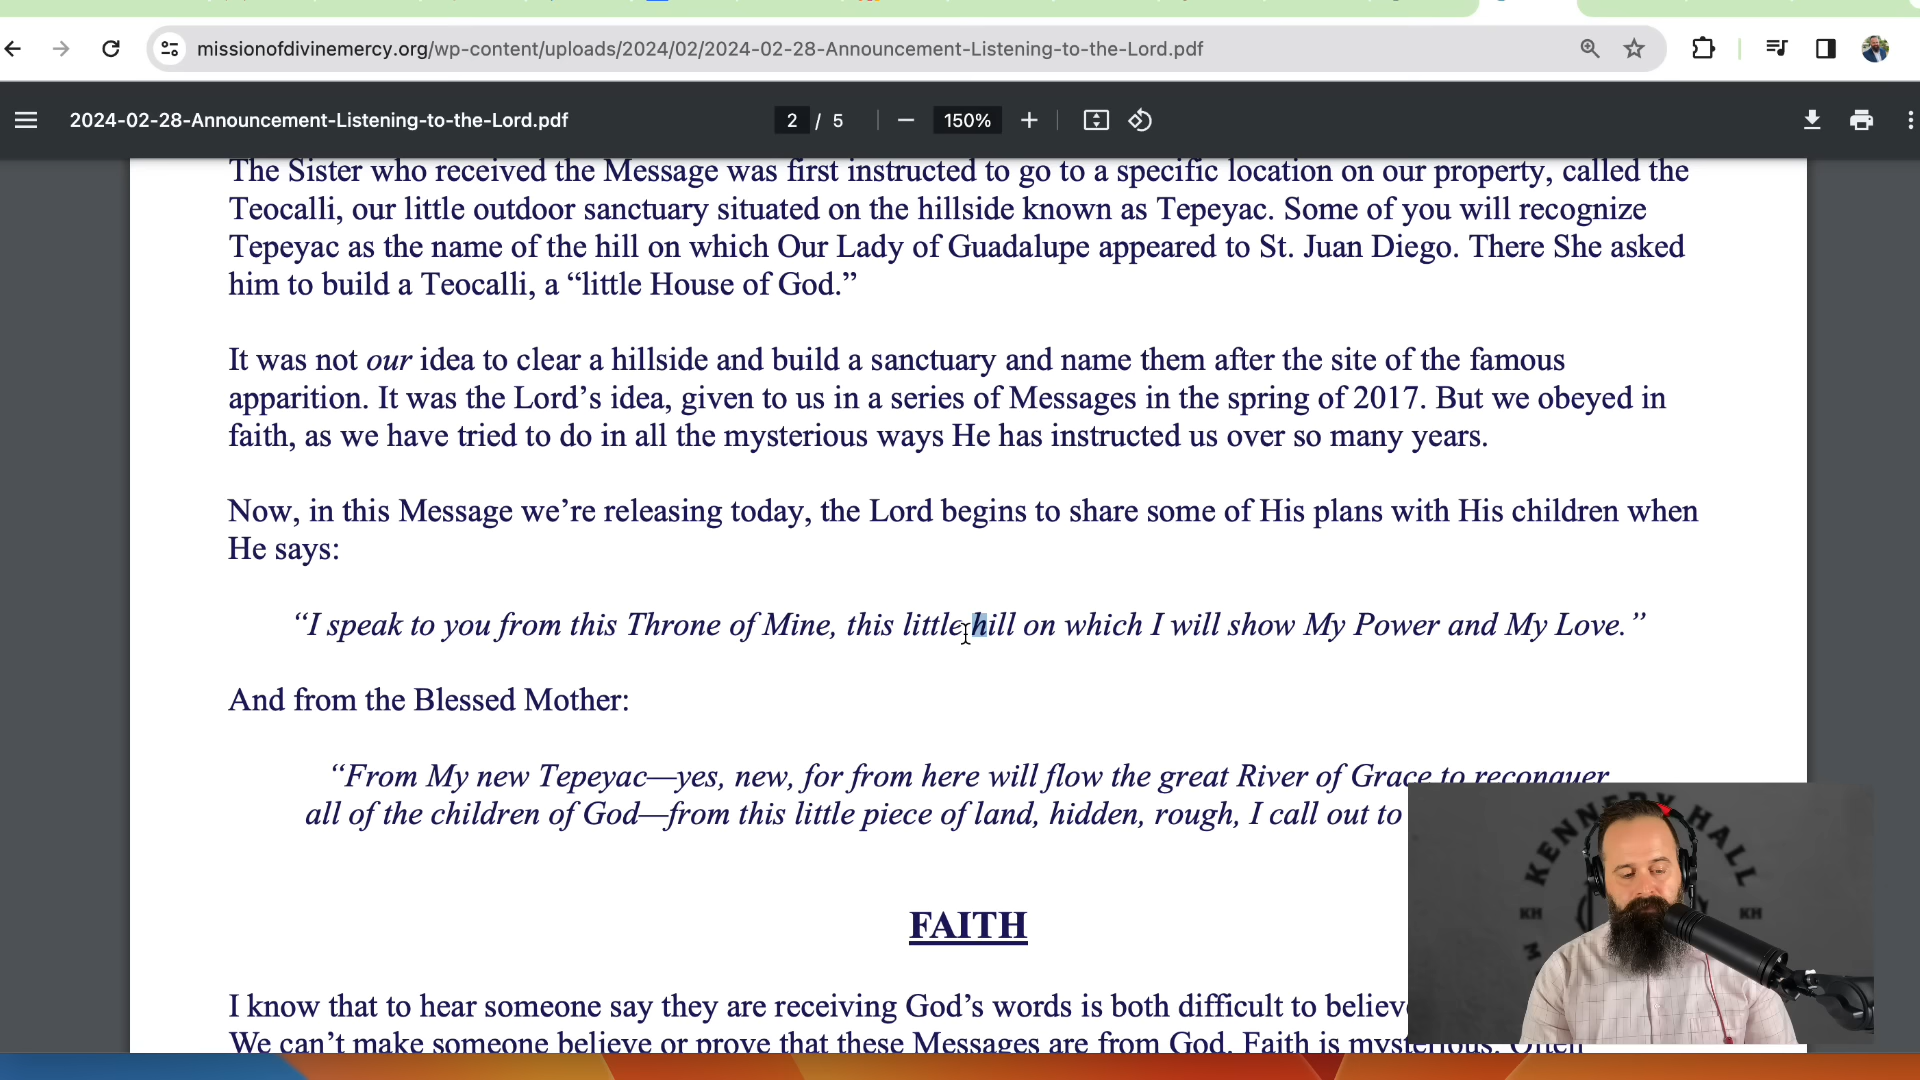 missionofdivinemercy.org/wp-content/uploads/2024/02/2024-02-28-Announcement-Listening-to-the-Lord.pdf
2024-02-28-Announcement-Listening-to-the-Lord.pdf 2 / 5 150%
The Sister who received the Message was first instructed to go to a specific location on our property, called the
Teocalli, our little outdoor sanctuary situated on the hillside known as Tepeyac. Some of you will recognize
Tepeyac as the name of the hill on which Our Lady of Guadalupe appeared to St. Juan Diego. There She asked
him to build a Teocalli, a “little House of God.”
It was not our idea to clear a hillside and build a sanctuary and name them after the site of the famous
apparition. It was the Lord’s idea, given to us in a series of Messages in the spring of 2017. But we obeyed in
faith, as we have tried to do in all the mysterious ways He has instructed us over so many years.
Now, in this Message we’re releasing today, the Lord begins to share some of His plans with His children when
He says:
“I speak to you from this Throne of Mine, this little hill on which I will show My Power and My Love.”
And from the Blessed Mother:
“From My new Tepeyac—yes, new, for from here will flow the great River of Grace to reconquer
all of the children of God—from this little piece of land, hidden, rough, I call out to
FAITH
I know that to hear someone say they are receiving God’s words is both difficult to believe
We can’t make someone believe or prove that these Messages are from God. Faith is mysterious. Often
KENNEDY HALL
KH KH
M